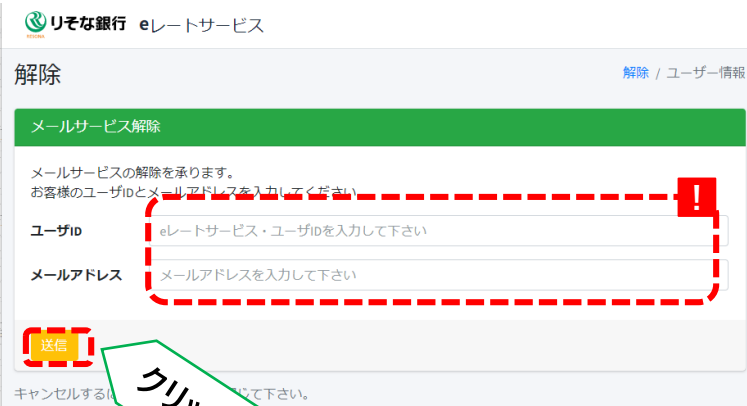 りそな銀行 eレートサービス
RESONA
解除
解除 / ユーザー情報
メールサービス解除
メールサービスの解除を承ります。
お客様のユーザIDとメールアドレスを入力してください
!
ユーザID eレートサービス・ユーザIDを入力して下さい
メールアドレス メールアドレスを入力して下さい
送信
クリッ
キャンセルするに じて下さい。